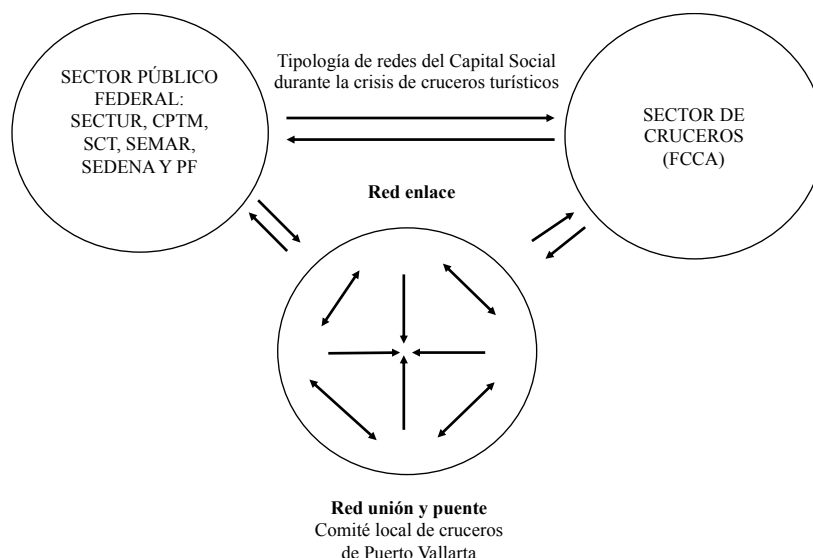 Tipología de redes del Capital Social
durante la crisis de cruceros turísticos
SECTOR PÚBLICO
FEDERAL:
SECTUR, CPTM,
SCT, SEMAR,
SEDENA Y PF
SECTOR DE
CRUCEROS
(FCCA)
Red enlace
Red unión y puente
Comité local de cruceros
de Puerto Vallarta